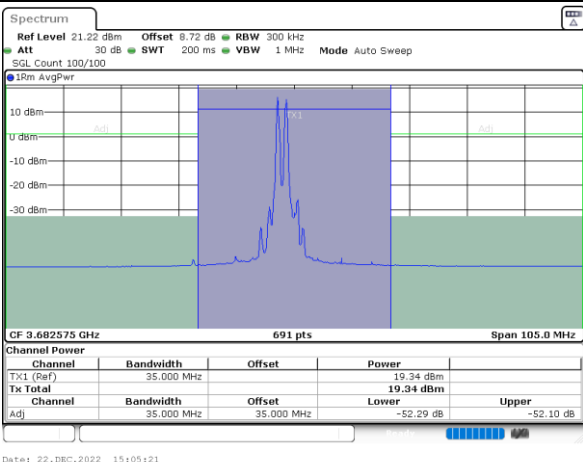 Spectrum
Ref Level 21.22 dBm Offset 8.72 dB RBW 300 kHz
Att 30 dB SWT 200 ms VBW 1 MHz Mode Auto Sweep
SGL Count 100/100
1Rm AvgPwr
10 dBm
TX1
Adj
Adj
0 dBm
-10 dBm
-20 dBm
-30 dBm
CF 3.682575 GHz 691 pts Span 105.0 MHz
Channel Power
Channel Bandwidth Offset Power
TX1 (Ref) 35.000 MHz 19.34 dBm
Tx Total 19.34 dBm
Channel Bandwidth Offset Lower Upper
Adj 35.000 MHz 35.000 MHz -52.29 dB -52.10 dB
Date: 22.DEC.2022 15:05:21